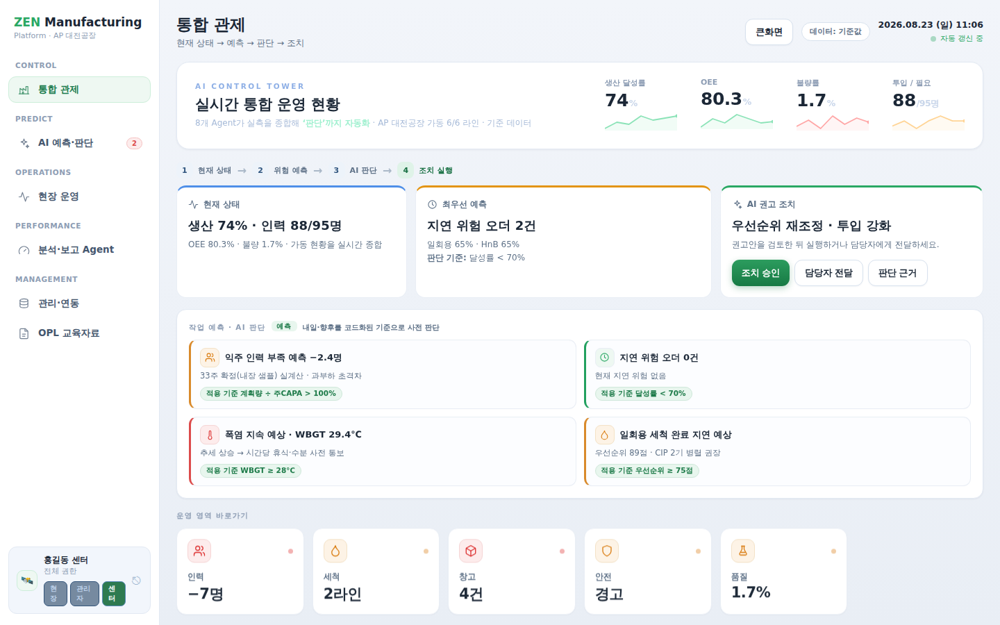 ZEN Manufacturing
Platform · AP 대전공장
CONTROL
통합 관제
PREDICT
AI 예측·판단 2
OPERATIONS
현장 운영
PERFORMANCE
분석·보고 Agent
MANAGEMENT
관리·연동
OPL 교육자료
홍길동 센터
전체 권한
현장
관리자
센터
통합 관제
현재 상태 → 예측 → 판단 → 조치
큰화면
데이터: 기준값
2026.08.23 (일) 11:06
자동 갱신 중
AI CONTROL TOWER
실시간 통합 운영 현황
8개 Agent가 실측을 종합해 '판단'까지 자동화 · AP 대전공장 가동 6/6 라인 · 기준 데이터
생산 달성률
74%
OEE
80.3%
불량률
1.7%
투입 / 필요
88/95명
1 현재 상태 → 2 위험 예측 → 3 AI 판단 → 4 조치 실행
현재 상태
생산 74% · 인력 88/95명
OEE 80.3% · 불량 1.7% · 가동 현황을 실시간 종합
최우선 예측
지연 위험 오더 2건
일회용 65% · HnB 65%
판단 기준: 달성률 < 70%
AI 권고 조치
우선순위 재조정 · 투입 강화
권고안을 검토한 뒤 실행하거나 담당자에게 전달하세요.
조치 승인
담당자 전달
판단 근거
작업 예측 · AI 판단 예측 내일·향후를 코드화된 기준으로 사전 판단
익주 인력 부족 예측 −2.4명
33주 확정(내장 샘플) 실계산 · 과부하 초격차
적용 기준 계획량 ÷ 주CAPA > 100%
지연 위험 오더 0건
현재 지연 위험 없음
적용 기준 달성률 < 70%
폭염 지속 예상 · WBGT 29.4°C
추세 상승 → 시간당 휴식·수분 사전 통보
적용 기준 WBGT ≥ 28°C
일회용 세척 완료 지연 예상
우선순위 89점 · CIP 2기 병렬 권장
적용 기준 우선순위 ≥ 75점
운영 영역 바로가기
인력
−7명
세척
2라인
창고
4건
안전
경고
품질
1.7%